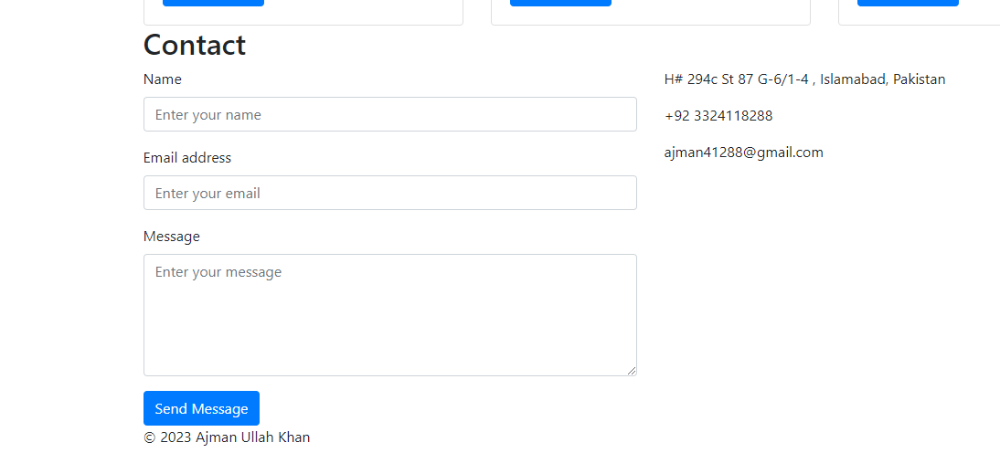 Contact
Name
Enter your name
Email address
Enter your email
Message
Enter your message
Send Message
H# 294c St 87 G-6/1-4 , Islamabad, Pakistan
+92 3324118288
ajman41288@gmail.com
© 2023 Ajman Ullah Khan